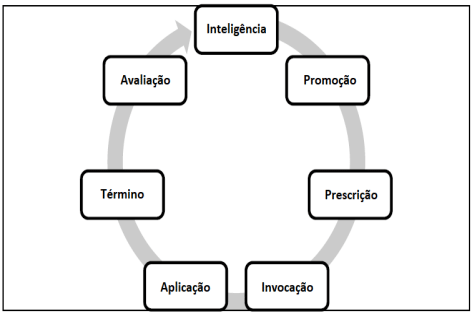 Inteligência
Promoção
Prescrição
Invocação
Aplicação
Término
Avaliação